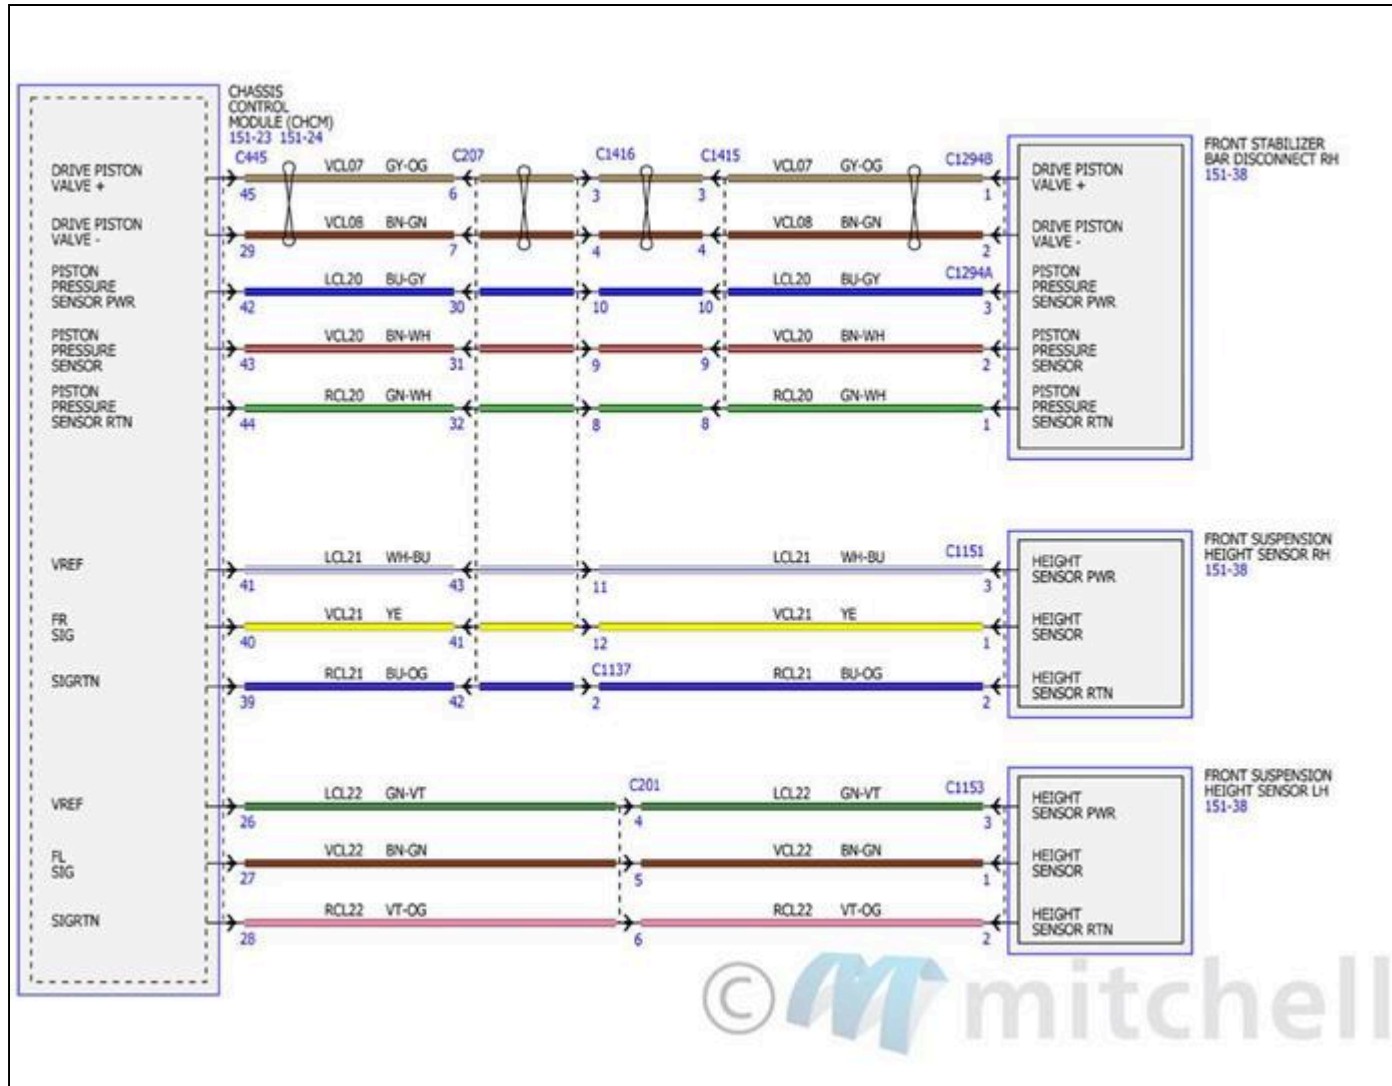 CHASSIS
CONTROL
MODULE (CHCM)
151-23 151-24
C445
VCL07 GY-OG
C207
C1416
C1415
VCL07 GY-OG
C1294B
FRONT STABILIZER
BAR DISCONNECT RH
151-38
DRIVE PISTON
VALVE +
45
6
3
3
1
DRIVE PISTON
VALVE +
DRIVE PISTON
VALVE -
VCL08 BN-GN
VCL08 BN-GN
29
7
4
4
2
DRIVE PISTON
VALVE -
PISTON
PRESSURE
SENSOR PWR
LCL20 BU-GY
LCL20 BU-GY
C1294A
42
30
10
10
3
PISTON
PRESSURE
SENSOR PWR
PISTON
PRESSURE
SENSOR
VCL20 BN-WH
VCL20 BN-WH
43
31
9
9
2
PISTON
PRESSURE
SENSOR
PISTON
PRESSURE
SENSOR RTN
RCL20 GN-WH
RCL20 GN-WH
44
32
8
8
1
PISTON
PRESSURE
SENSOR RTN
VREF
LCL21 WH-BU
LCL21 WH-BU
C1151
FRONT SUSPENSION
HEIGHT SENSOR RH
151-38
41
43
11
3
HEIGHT
SENSOR PWR
FR
SIG
VCL21 YE
VCL21 YE
40
41
12
1
HEIGHT
SENSOR
SIGRTN
RCL21 BU-OG
C1137
RCL21 BU-OG
39
42
2
2
HEIGHT
SENSOR RTN
VREF
LCL22 GN-VT
C201
LCL22 GN-VT
C1153
FRONT SUSPENSION
HEIGHT SENSOR LH
151-38
26
4
3
HEIGHT
SENSOR PWR
FL
SIG
VCL22 BN-GN
VCL22 BN-GN
27
5
1
HEIGHT
SENSOR
SIGRTN
RCL22 VT-OG
RCL22 VT-OG
28
6
2
HEIGHT
SENSOR RTN
© M mitchell